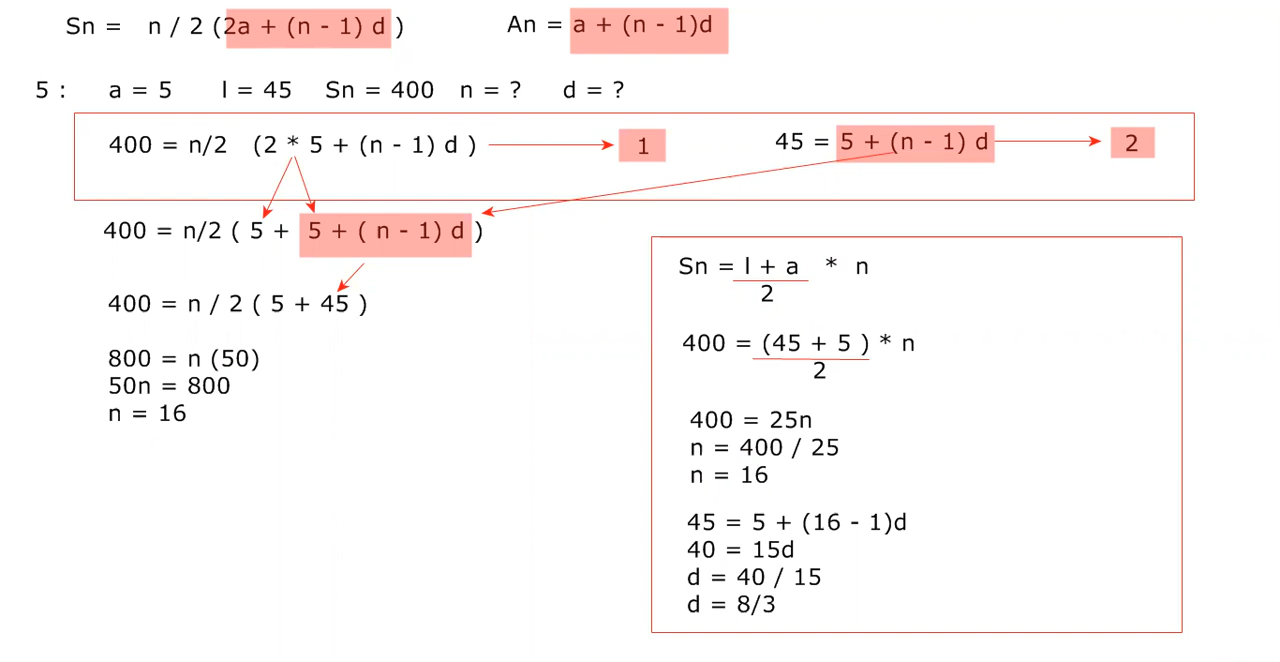 Sn = n / 2 (2a + (n - 1) d )
An = a + (n - 1)d
5 : a = 5 l = 45 Sn = 400 n = ? d = ?
400 = n/2 (2 * 5 + (n - 1) d )
1
45 = 5 + (n - 1) d
2
400 = n/2 ( 5 + 5 + ( n - 1) d )
400 = n / 2 ( 5 + 45 )
800 = n (50)
50n = 800
n = 16
Sn = l + a * n
2
400 = (45 + 5 ) * n
2
400 = 25n
n = 400 / 25
n = 16
45 = 5 + (16 - 1)d
40 = 15d
d = 40 / 15
d = 8/3